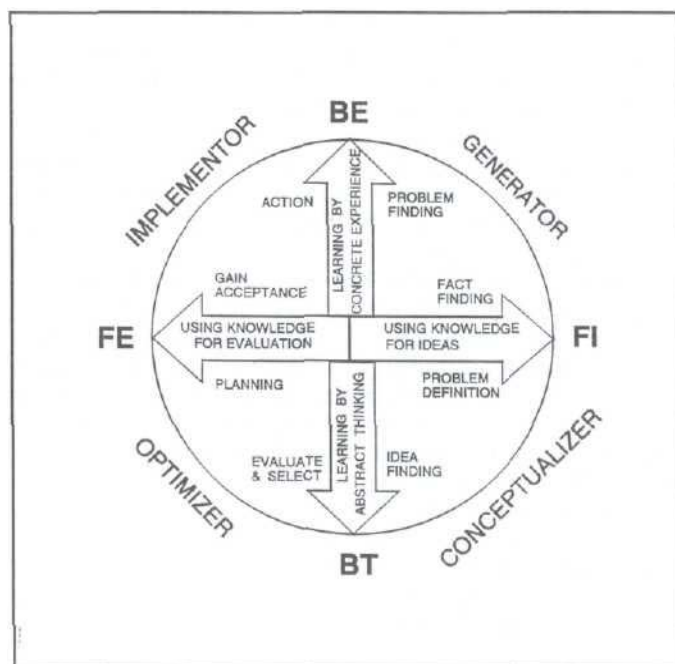 BE
IMPLEMENTOR
GENERATOR
ACTION
LEARNING BY
CONCRETE EXPERIENCE
PROBLEM
FINDING
GAIN
ACCEPTANCE
FACT
FINDING
FE
USING KNOWLEDGE
FOR EVALUATION
USING KNOWLEDGE
FOR IDEAS
FI
PLANNING
PROBLEM
DEFINITION
LEARNING BY
ABSTRACT THINKING
EVALUATE
& SELECT
IDEA
FINDING
OPTIMIZER
CONCEPTUALIZER
BT